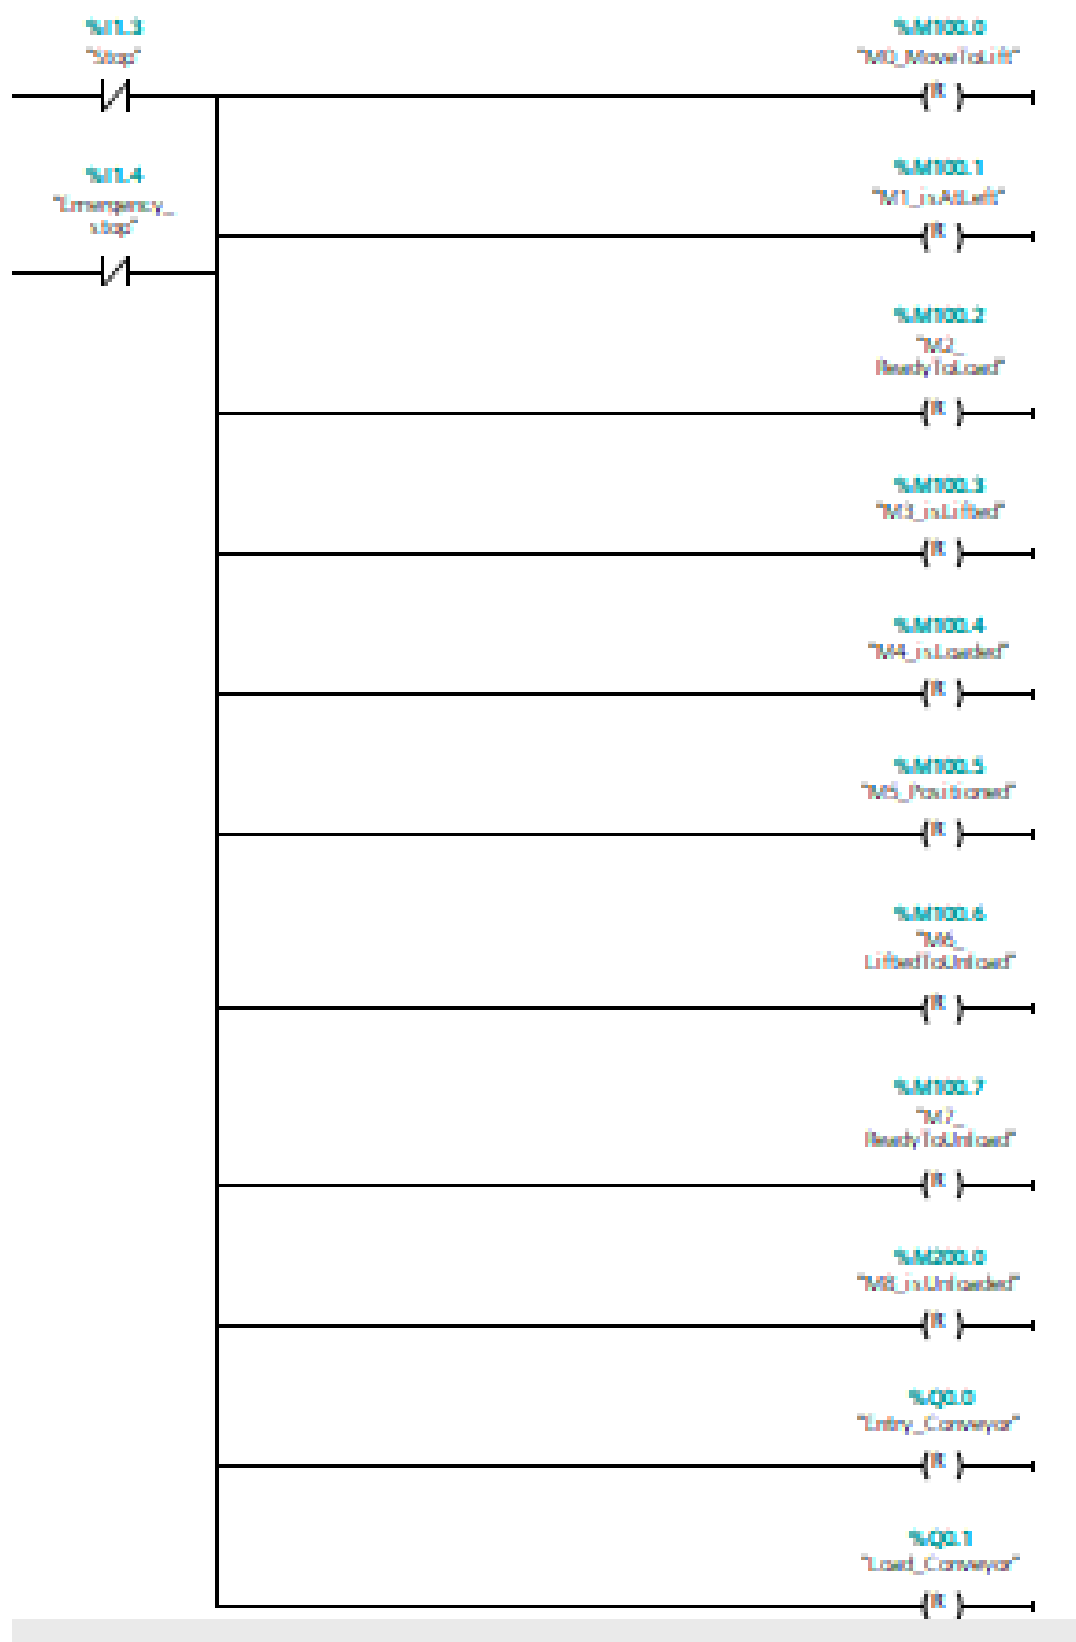 %I1.3
"Stop"
%I1.4
"Emergency_
stop"
%M100.0
"M0_MoveToLift"
R
%M100.1
"M1_isAtLeft"
R
%M100.2
"M2_
ReadyToLoad"
R
%M100.3
"M3_isLifted"
R
%M100.4
"M4_isLoaded"
R
%M100.5
"M5_Positioned"
R
%M100.6
"M6_
LiftedToUnload"
R
%M100.7
"M7_
ReadyToUnload"
R
%M200.0
"M8_isUnloaded"
R
%Q0.0
"Entry_Conveyor"
R
%Q0.1
"Load_Conveyor"
R